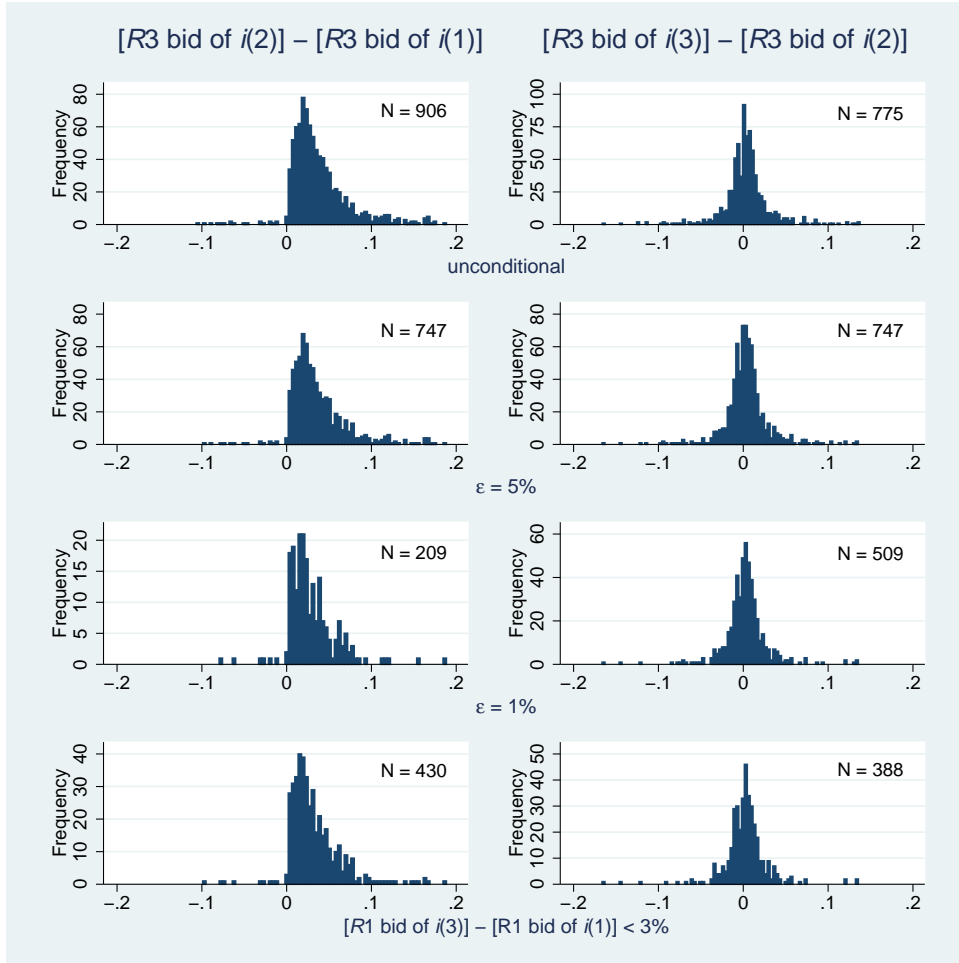 [R3 bid of i(2)] – [R3 bid of i(1)] [R3 bid of i(3)] – [R3 bid of i(2)]
Frequency
0 20 40 60 80
N = 906
–.2 –.1 0 .1 .2
Frequency
0 25 50 75 100
N = 775
–.2 –.1 0 .1 .2
unconditional
Frequency
0 20 40 60 80
N = 747
–.2 –.1 0 .1 .2
Frequency
0 20 40 60 80
N = 747
–.2 –.1 0 .1 .2
ε = 5%
Frequency
0 5 10 15 20
N = 209
–.2 –.1 0 .1 .2
Frequency
0 20 40 60
N = 509
–.2 –.1 0 .1 .2
ε = 1%
Frequency
0 10 20 30 40
N = 430
–.2 –.1 0 .1 .2
Frequency
0 10 20 30 40 50
N = 388
–.2 –.1 0 .1 .2
[R1 bid of i(3)] – [R1 bid of i(1)] < 3%